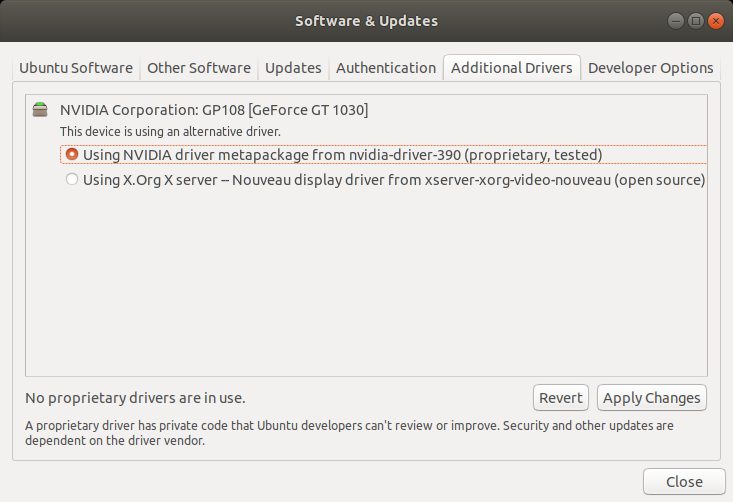 Software & Updates
Ubuntu Software Other Software Updates Authentication Additional Drivers Developer Options
NVIDIA Corporation: GP108 [GeForce GT 1030]
This device is using an alternative driver.
Using NVIDIA driver metapackage from nvidia-driver-390 (proprietary, tested)
Using X.Org X server -- Nouveau display driver from xserver-xorg-video-nouveau (open source)
No proprietary drivers are in use.
Revert Apply Changes
A proprietary driver has private code that Ubuntu developers can't review or improve. Security and other updates are
dependent on the driver vendor.
Close